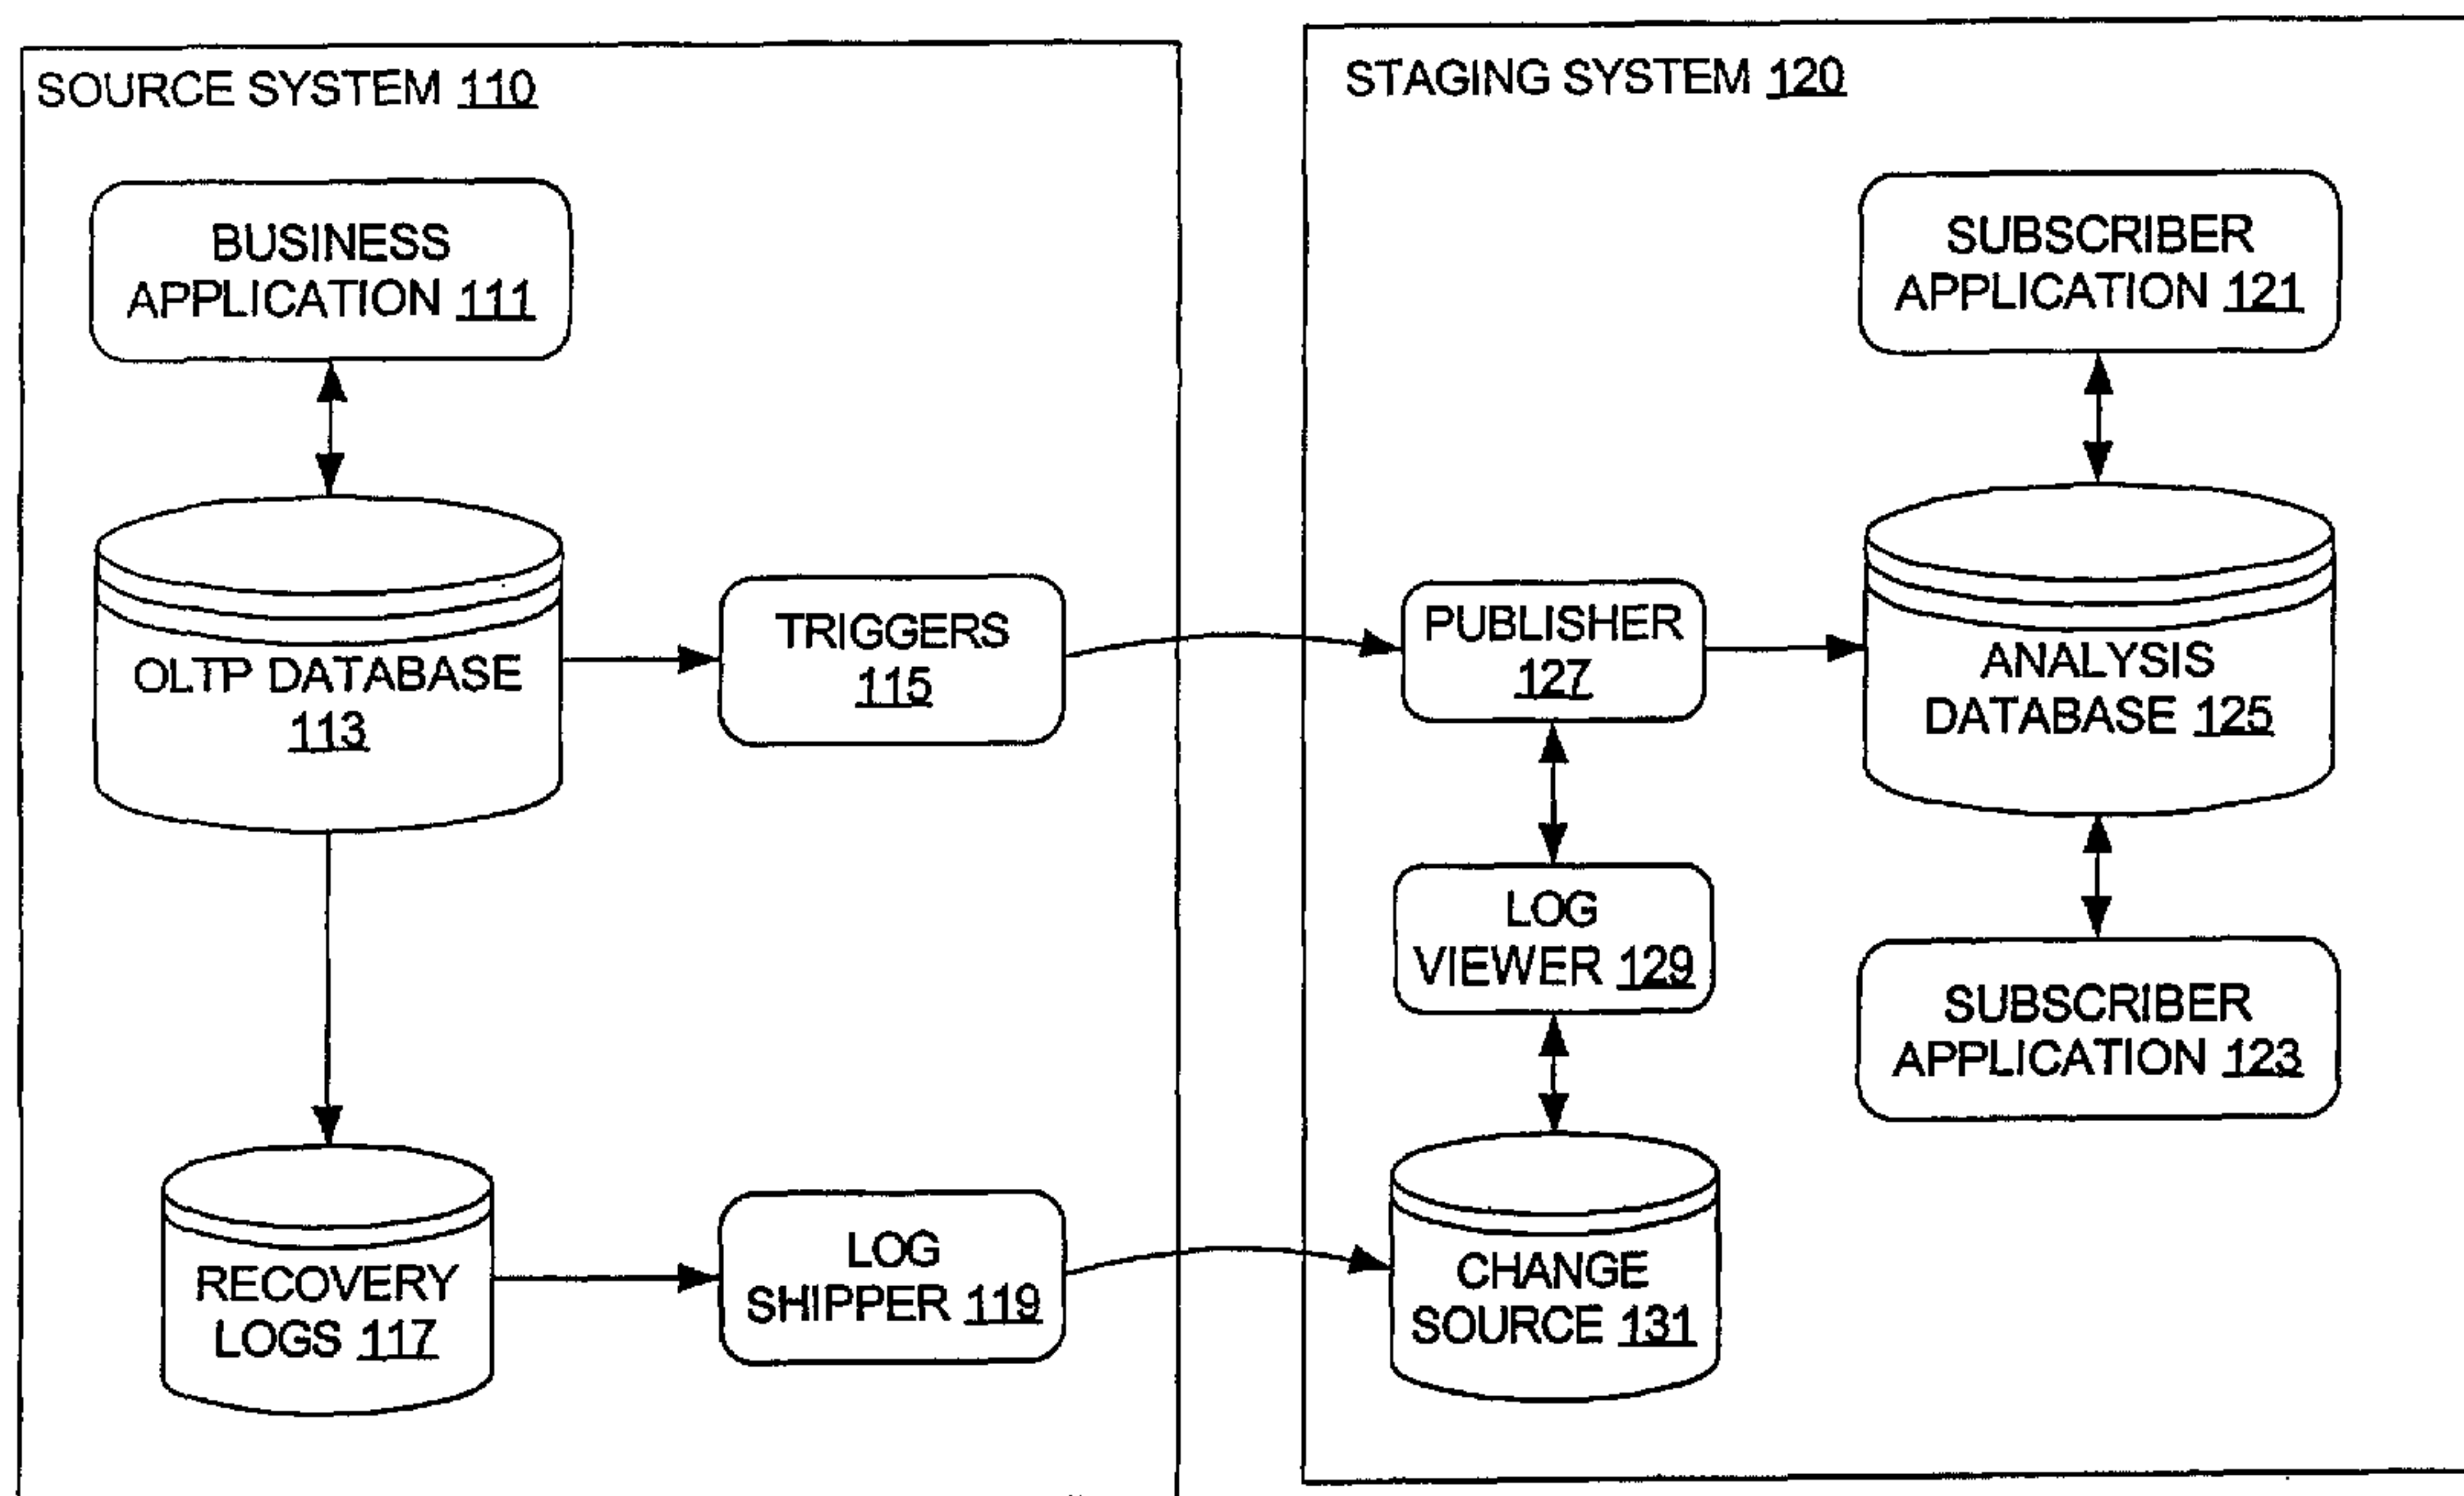 SOURCE SYSTEM 110
BUSINESS
APPLICATION 111
OLTP DATABASE
113
TRIGGERS
115
RECOVERY
LOGS 117
LOG
SHIPPER 119
STAGING SYSTEM 120
SUBSCRIBER
APPLICATION 121
PUBLISHER
127
ANALYSIS
DATABASE 125
LOG
VIEWER 129
SUBSCRIBER
APPLICATION 123
CHANGE
SOURCE 131